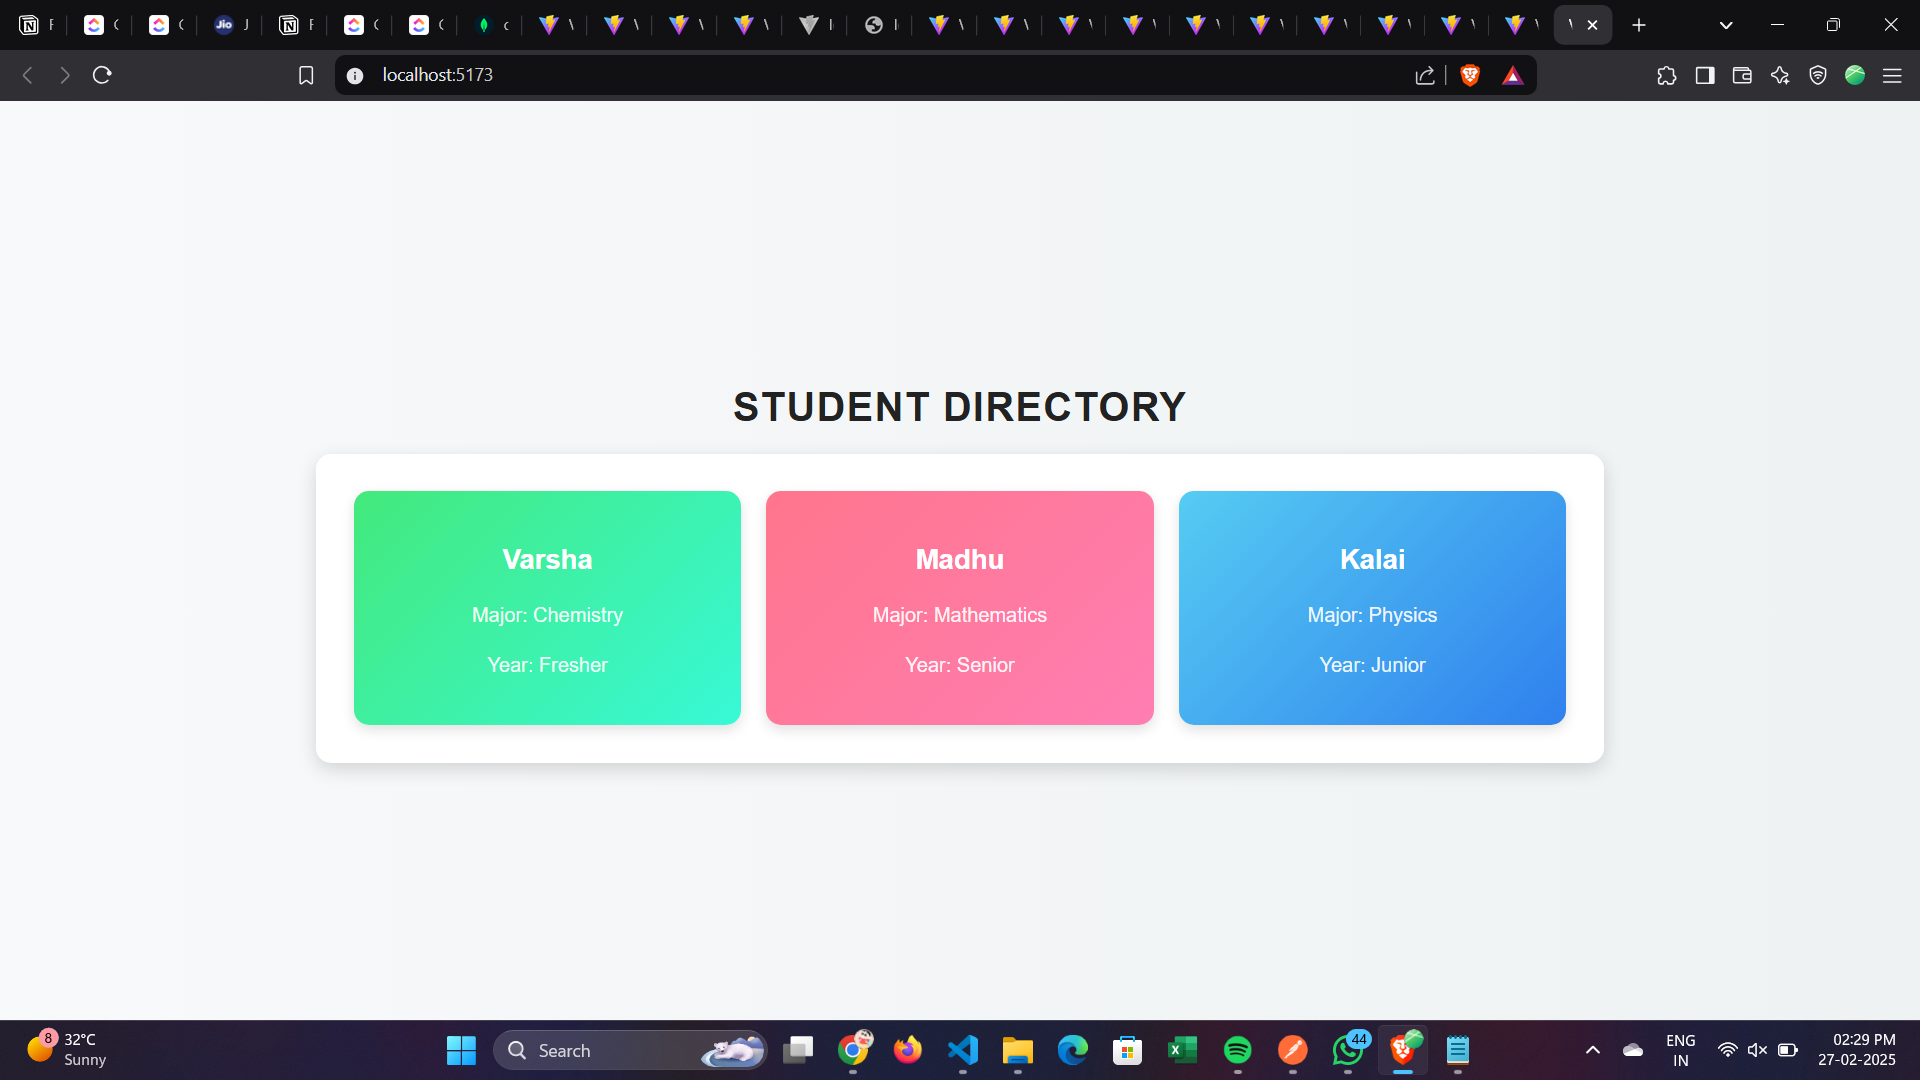 Jio
localhost:5173
STUDENT DIRECTORY
Varsha
Major: Chemistry
Year: Fresher
Madhu
Major: Mathematics
Year: Senior
Kalai
Major: Physics
Year: Junior
8
32°C
Sunny
Search
44
ENG
IN
02:29 PM
27-02-2025